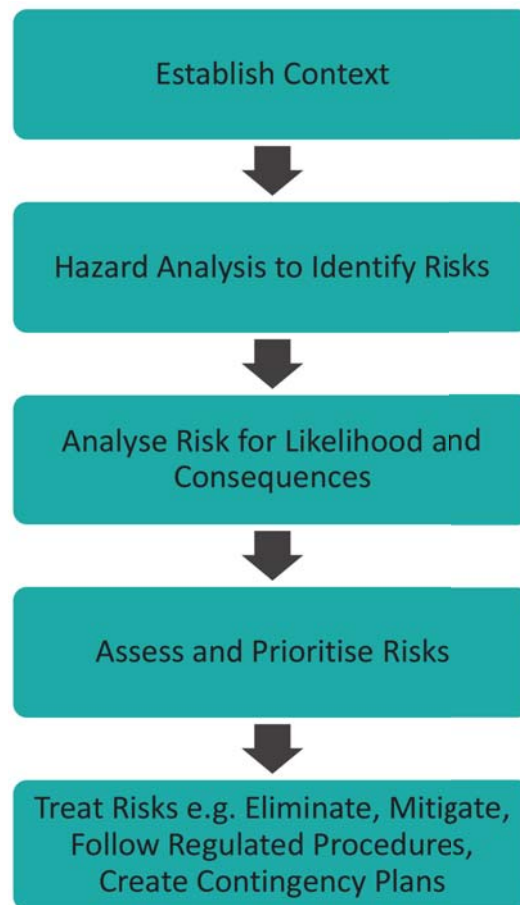 Establish Context
Hazard Analysis to Identify Risks
Analyse Risk for Likelihood and
Consequences
Assess and Prioritise Risks
Treat Risks e.g. Eliminate, Mitigate,
Follow Regulated Procedures,
Create Contingency Plans